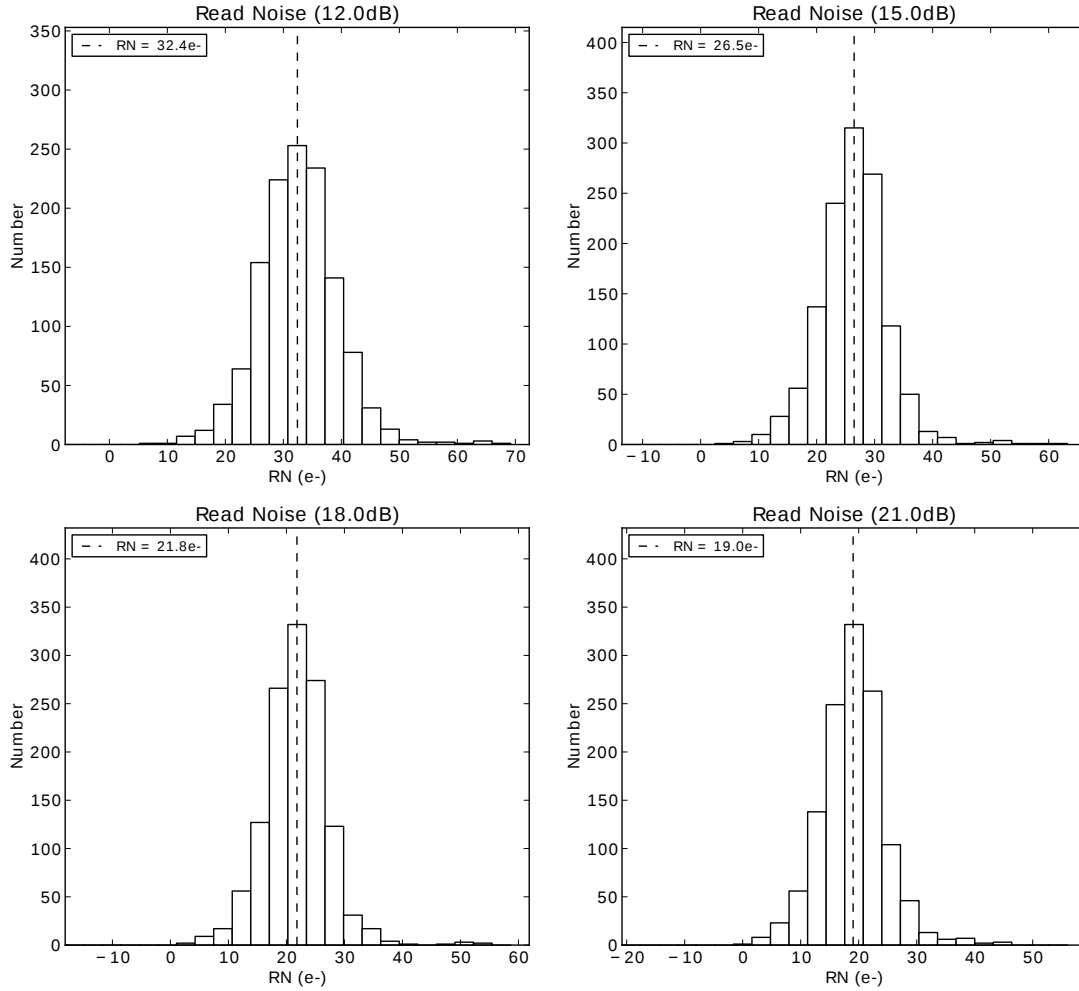 Read Noise (12.0dB)
RN = 32.4e-
350
300
250
200
150
100
50
0
Number
0 10 20 30 40 50 60 70
RN (e-)
Read Noise (15.0dB)
RN = 26.5e-
400
350
300
250
200
150
100
50
0
Number
−10 0 10 20 30 40 50 60
RN (e-)
Read Noise (18.0dB)
RN = 21.8e-
400
350
300
250
200
150
100
50
0
Number
−10 0 10 20 30 40 50 60
RN (e-)
Read Noise (21.0dB)
RN = 19.0e-
400
350
300
250
200
150
100
50
0
Number
−20 −10 0 10 20 30 40 50
RN (e-)